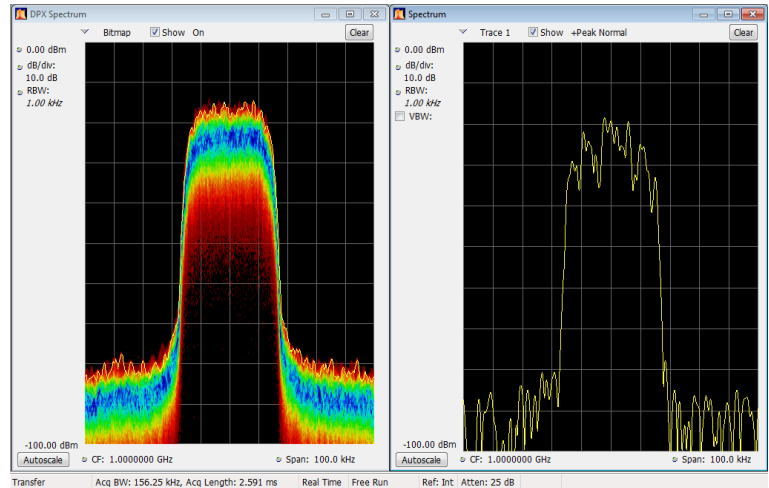 DPX Spectrum
Bitmap Show On Clear
0.00 dBm
dB/div:
10.0 dB
RBW:
1.00 kHz
-100.00 dBm
Autoscale CF: 1.0000000 GHz Span: 100.0 kHz
Spectrum
Trace 1 Show +Peak Normal Clear
0.00 dBm
dB/div:
10.0 dB
RBW:
1.00 kHz
VBW:
-100.00 dBm
Autoscale CF: 1.0000000 GHz Span: 100.0 kHz
Transfer Acq BW: 156.25 kHz, Acq Length: 2.591 ms Real Time Free Run Ref: Int Atten: 25 dB